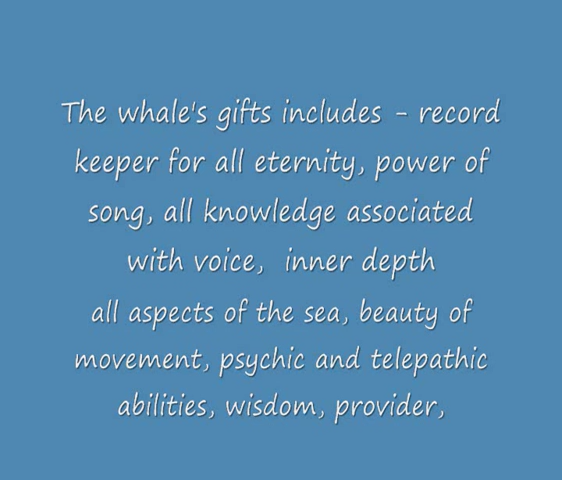 The whale's gifts includes - record
keeper for all eternity, power of
song, all knowledge associated
with voice,  inner depth
all aspects of the sea, beauty of
movement, psychic and telepathic
abilities, wisdom, provider,